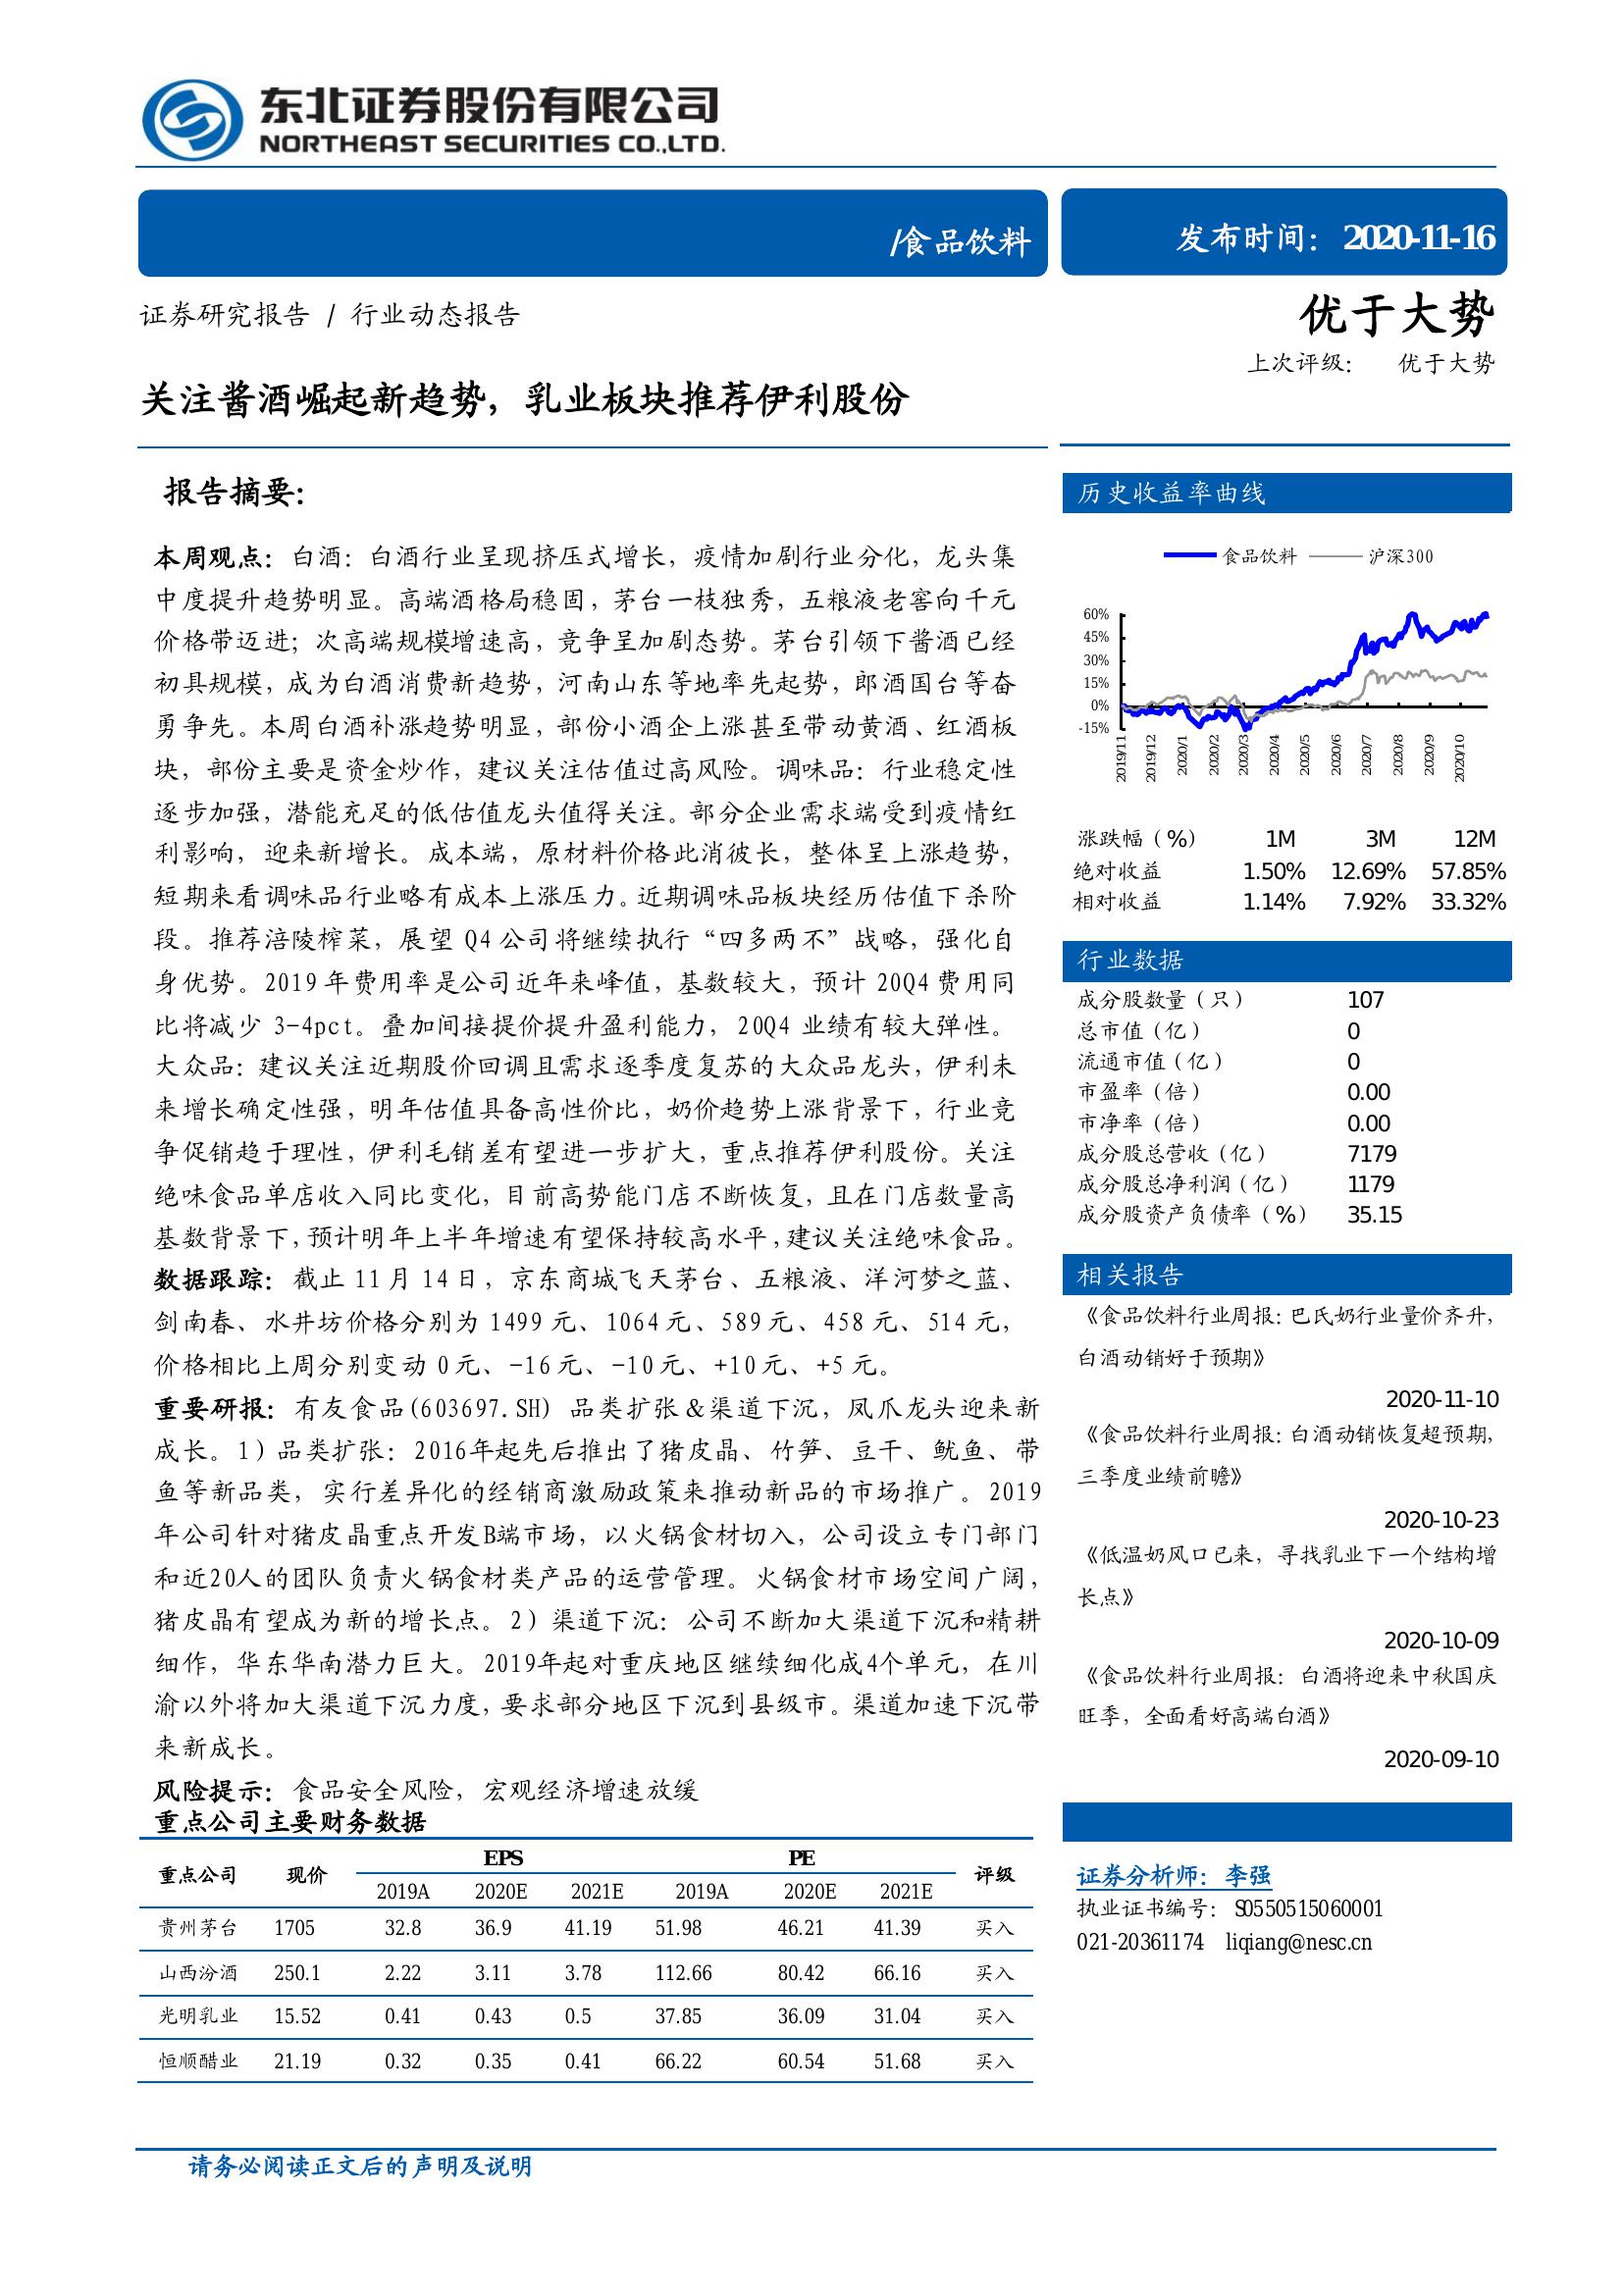 东北证券股份有限公司
NORTHEAST SECURITIES CO.,LTD.
/食品饮料
发布时间：2020-11-16
证券研究报告 / 行业动态报告
优于大势
上次评级： 优于大势
关注酱酒崛起新趋势，乳业板块推荐伊利股份
报告摘要：
本周观点：白酒：白酒行业呈现挤压式增长，疫情加剧行业分化，龙头集
中度提升趋势明显。高端酒格局稳固，茅台一枝独秀，五粮液老窖向千元
价格带迈进；次高端规模增速高，竞争呈加剧态势。茅台引领下酱酒已经
初具规模，成为白酒消费新趋势，河南山东等地率先起势，郎酒国台等奋
勇争先。本周白酒补涨趋势明显，部份小酒企上涨甚至带动黄酒、红酒板
块，部份主要是资金炒作，建议关注估值过高风险。调味品：行业稳定性
逐步加强，潜能充足的低估值龙头值得关注。部分企业需求端受到疫情红
利影响，迎来新增长。成本端，原材料价格此消彼长，整体呈上涨趋势，
短期来看调味品行业略有成本上涨压力。近期调味品板块经历估值下杀阶
段。推荐涪陵榨菜，展望 Q4 公司将继续执行“四多两不”战略，强化自
身优势。2019 年费用率是公司近年来峰值，基数较大，预计 20Q4 费用同
比将减少 3-4pct。叠加间接提价提升盈利能力，20Q4 业绩有较大弹性。
大众品：建议关注近期股价回调且需求逐季度复苏的大众品龙头，伊利未
来增长确定性强，明年估值具备高性价比，奶价趋势上涨背景下，行业竞
争促销趋于理性，伊利毛销差有望进一步扩大，重点推荐伊利股份。关注
绝味食品单店收入同比变化，目前高势能门店不断恢复，且在门店数量高
基数背景下，预计明年上半年增速有望保持较高水平，建议关注绝味食品。
数据跟踪：截止 11 月 14 日，京东商城飞天茅台、五粮液、洋河梦之蓝、
剑南春、水井坊价格分别为 1499 元、1064 元、589 元、458 元、514 元，
价格相比上周分别变动 0 元、-16 元、-10 元、+10 元、+5 元。
重要研报：有友食品(603697.SH) 品类扩张＆渠道下沉，凤爪龙头迎来新
成长。1）品类扩张：2016年起先后推出了猪皮晶、竹笋、豆干、鱿鱼、带
鱼等新品类，实行差异化的经销商激励政策来推动新品的市场推广。2019
年公司针对猪皮晶重点开发B端市场，以火锅食材切入，公司设立专门部门
和近20人的团队负责火锅食材类产品的运营管理。火锅食材市场空间广阔，
猪皮晶有望成为新的增长点。2）渠道下沉：公司不断加大渠道下沉和精耕
细作，华东华南潜力巨大。2019年起对重庆地区继续细化成4个单元，在川
渝以外将加大渠道下沉力度，要求部分地区下沉到县级市。渠道加速下沉带
来新成长。
风险提示：食品安全风险，宏观经济增速放缓
重点公司主要财务数据
重点公司 现价 EPS PE 评级
2019A 2020E 2021E 2019A 2020E 2021E
贵州茅台 1705 32.8 36.9 41.19 51.98 46.21 41.39 买入
山西汾酒 250.1 2.22 3.11 3.78 112.66 80.42 66.16 买入
光明乳业 15.52 0.41 0.43 0.5 37.85 36.09 31.04 买入
恒顺醋业 21.19 0.32 0.35 0.41 66.22 60.54 51.68 买入
历史收益率曲线
食品饮料 沪深300
60%
45%
30%
15%
0%
-15%
2019/11 2019/12 2020/1 2020/2 2020/3 2020/4 2020/5 2020/6 2020/7 2020/8 2020/9 2020/10
涨跌幅（%） 1M 3M 12M
绝对收益 1.50% 12.69% 57.85%
相对收益 1.14% 7.92% 33.32%
行业数据
成分股数量（只） 107
总市值（亿） 0
流通市值（亿） 0
市盈率（倍） 0.00
市净率（倍） 0.00
成分股总营收（亿） 7179
成分股总净利润（亿） 1179
成分股资产负债率（%） 35.15
相关报告
《食品饮料行业周报：巴氏奶行业量价齐升，
白酒动销好于预期》
2020-11-10
《食品饮料行业周报：白酒动销恢复超预期，
三季度业绩前瞻》
2020-10-23
《低温奶风口已来，寻找乳业下一个结构增
长点》
2020-10-09
《食品饮料行业周报：白酒将迎来中秋国庆
旺季，全面看好高端白酒》
2020-09-10
证券分析师：李强
执业证书编号：S0550515060001
021-20361174 liqiang@nesc.cn
请务必阅读正文后的声明及说明